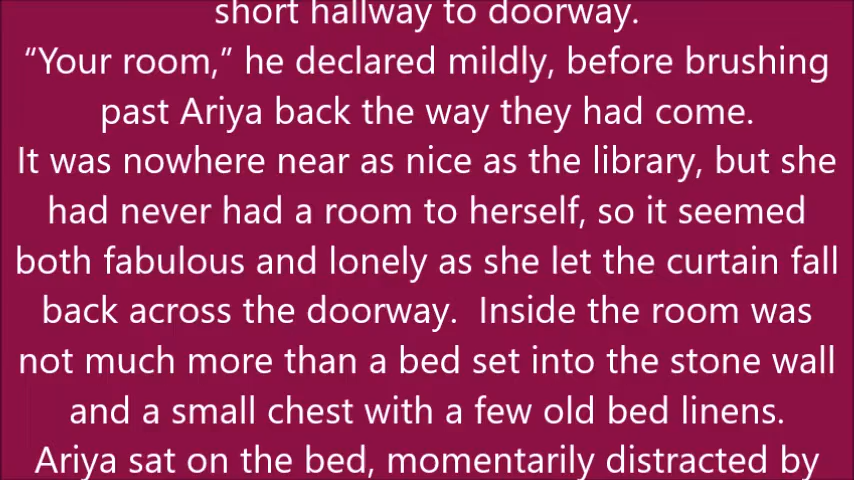 short hallway to doorway.
“Your room,” he declared mildly, before brushing
past Ariya back the way they had come.
It was nowhere near as nice as the library, but she
had never had a room to herself, so it seemed
both fabulous and lonely as she let the curtain fall
back across the doorway.  Inside the room was
not much more than a bed set into the stone wall
and a small chest with a few old bed linens.
Ariya sat on the bed, momentarily distracted by